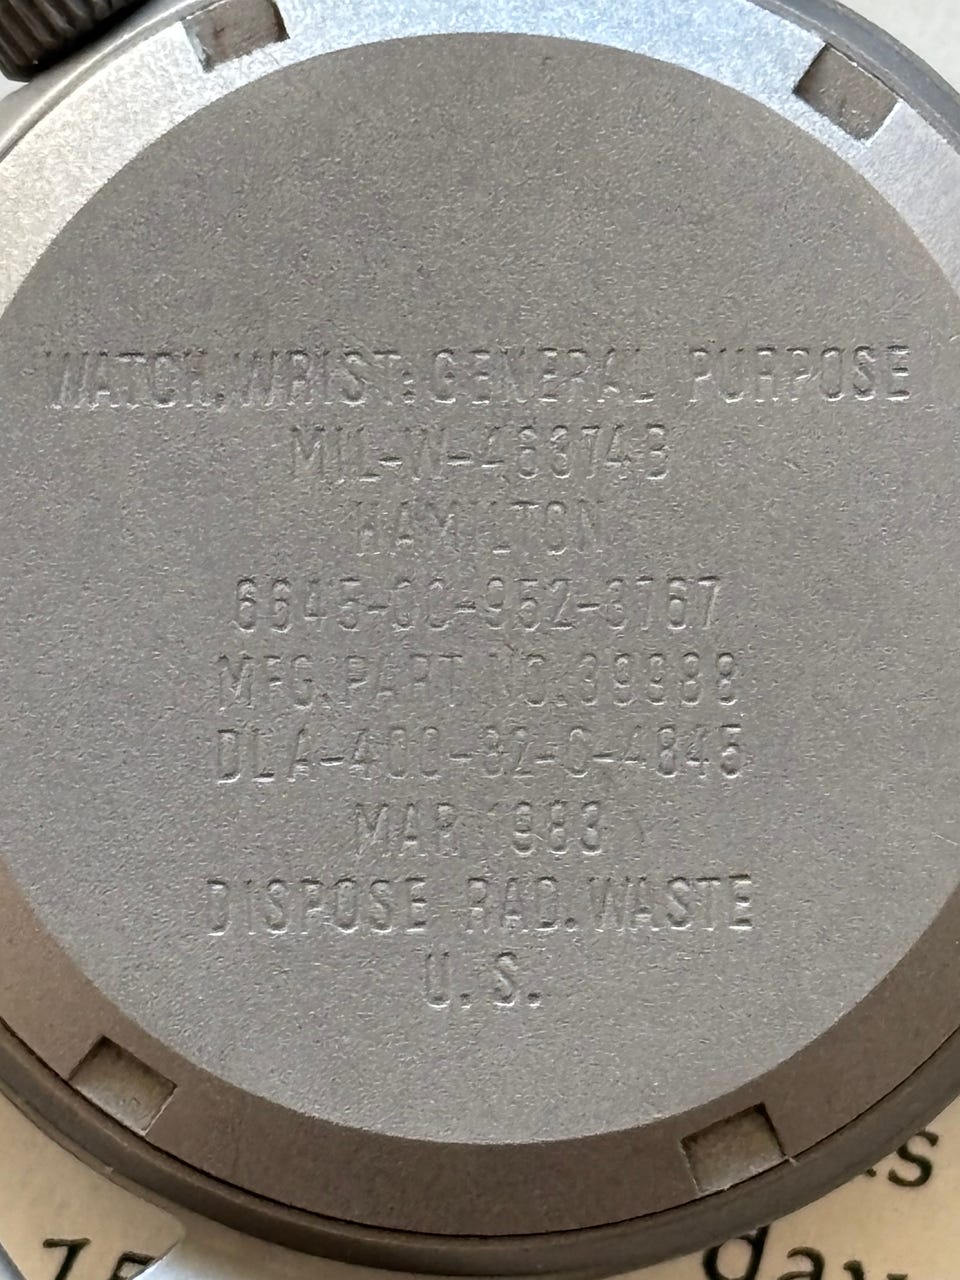 WATCH, WRIST: GENERAL PURPOSE
MIL-W-46374B
HAMILTON
6645-00-952-3767
MFG. PART NO. 39988
DLA-400-82-C-4845
MAR 1983
DISPOSE RAD. WASTE
U. S.